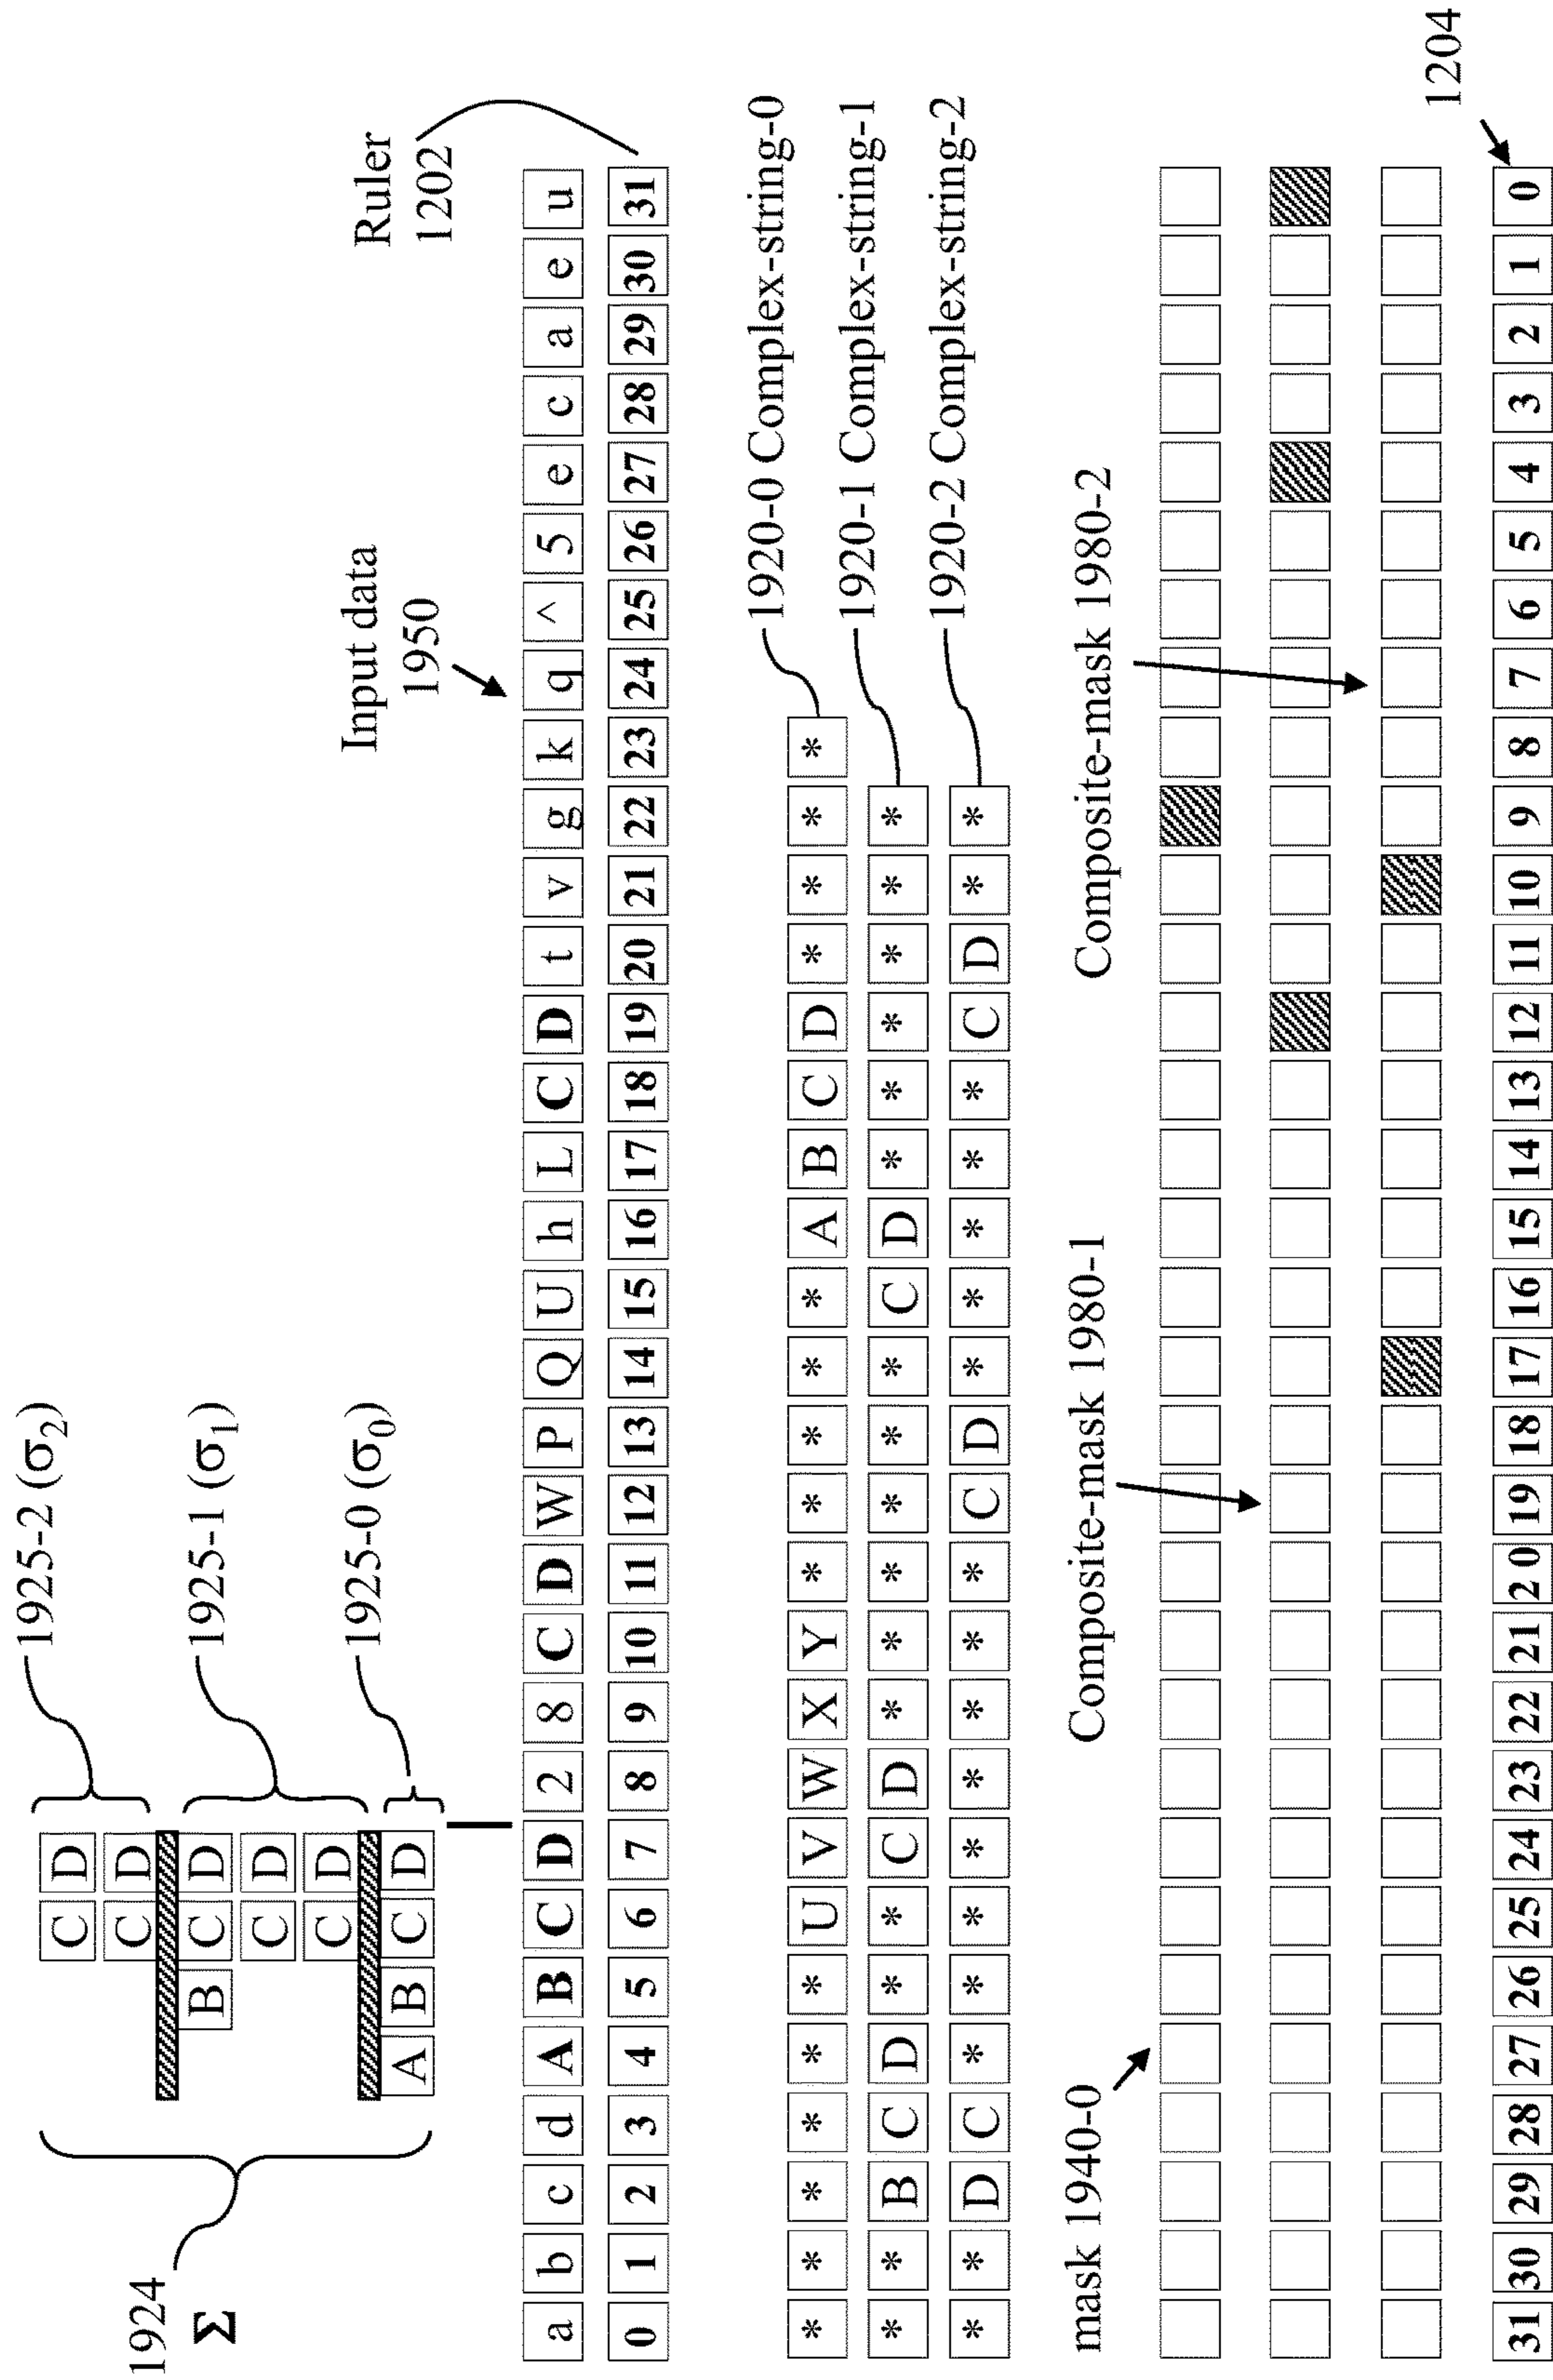 1925-2 (σ2)
C D
C D
1925-1 (σ1)
B C D
C D
C D
1925-0 (σ0)
A B C D
1924
Σ
Input data
1950
Ruler
1202
a b c d A B C D 2 8 C D W P Q U h L C D t v g k q ^ 5 e c a e u
0 1 2 3 4 5 6 7 8 9 10 11 12 13 14 15 16 17 18 19 20 21 22 23 24 25 26 27 28 29 30 31
* * * * * * U V W X Y * * * * * A B C D * * * * 1920-0 Complex-string-0
* * B C D * * C D * * * * * * C D * * * * * * 1920-1 Complex-string-1
* * D C * * * * * * * * C D * * * * * C D * * 1920-2 Complex-string-2
mask 1940-0
Composite-mask 1980-1
Composite-mask 1980-2
1204
31 30 29 28 27 26 25 24 23 22 21 20 19 18 17 16 15 14 13 12 11 10 9 8 7 6 5 4 3 2 1 0